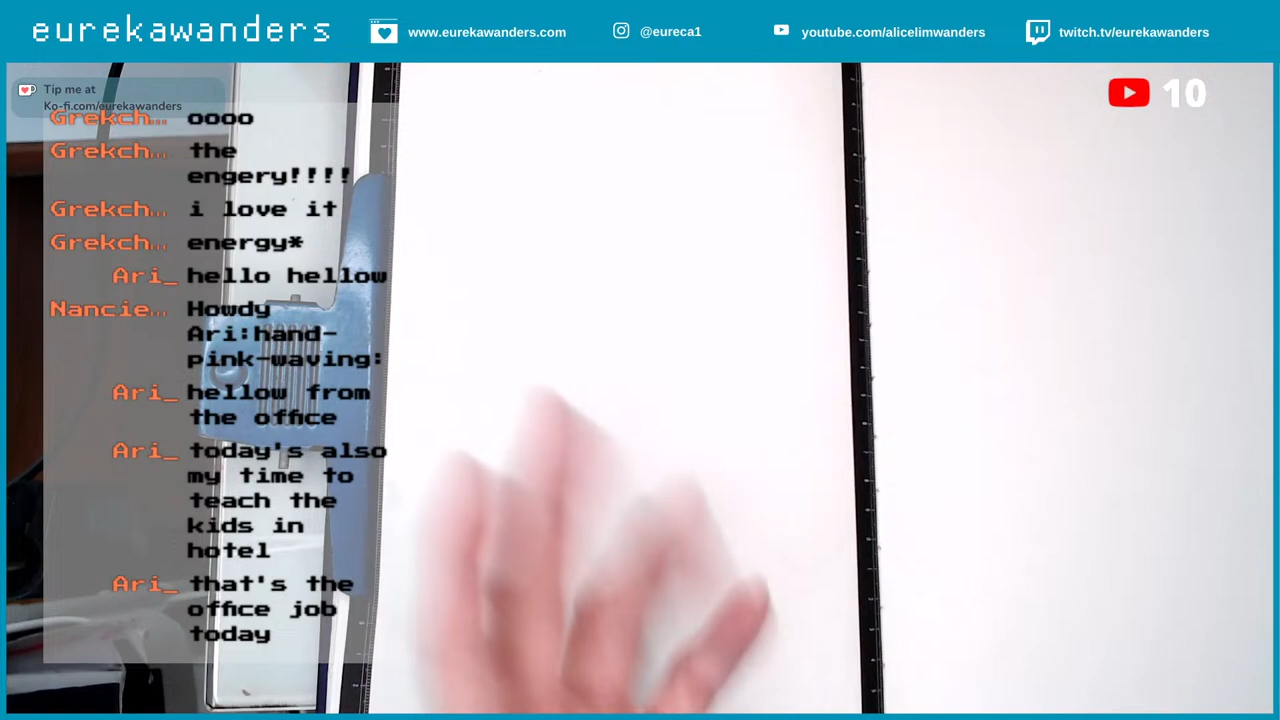 eurekawanders
www.eurekawanders.com
@eureca1
youtube.com/alicelimwanders
twitch.tv/eurekawanders
Tip me at
Ko-fi.com/eurekawanders
10
Grekch... oooo
Grekch... the
engery!!!!
Grekch... i love it
Grekch... energy*
Ari_ hello hellow
Nancie... Howdy
Ari:hand-
pink-waving:
Ari_ hellow from
the office
Ari_ today's also
my time to
teach the
kids in
hotel
Ari_ that's the
office job
today